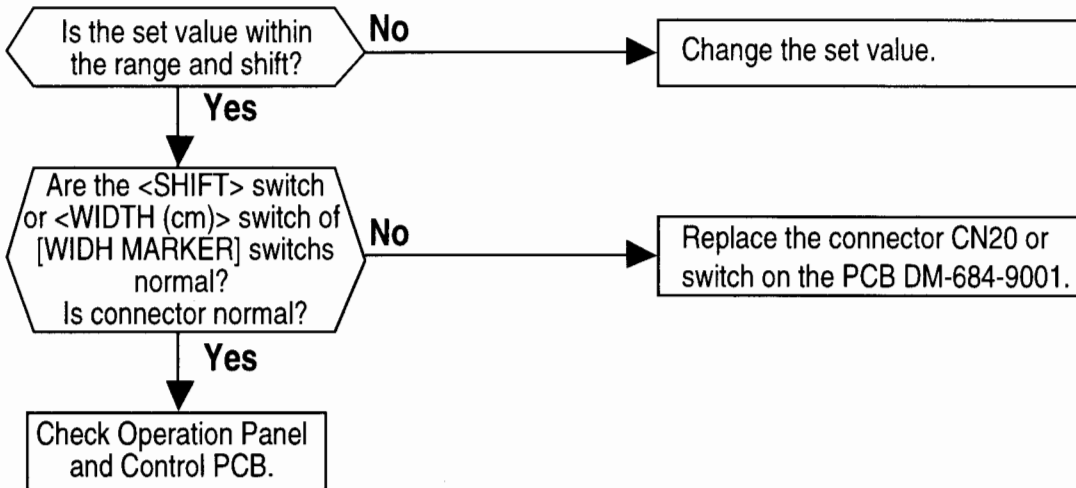 Is the set value within
the range and shift?
No
Change the set value.
Yes
Are the <SHIFT> switch
or <WIDTH (cm)> switch of
[WIDH MARKER] switchs
normal?
Is connector normal?
No
Replace the connector CN20 or
switch on the PCB DM-684-9001.
Yes
Check Operation Panel
and Control PCB.